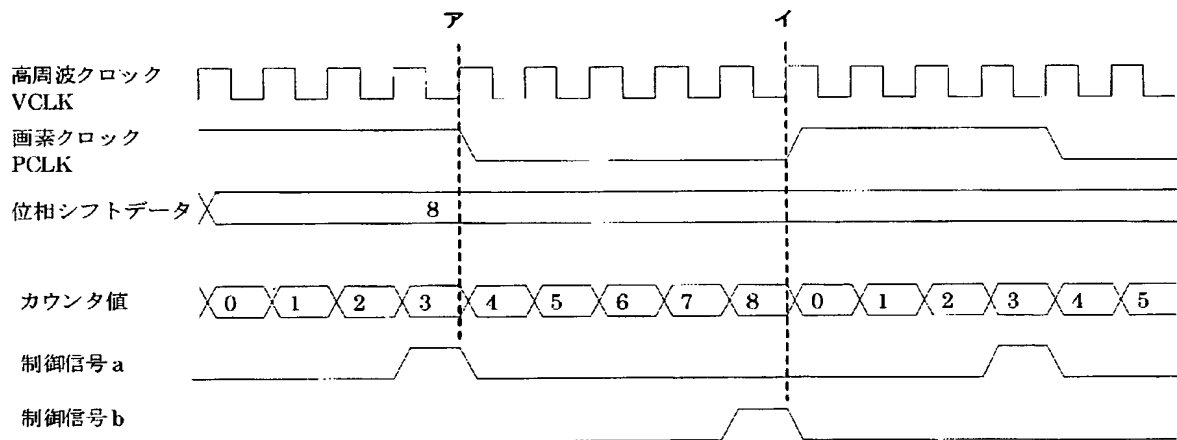 ア イ
高周波クロック
VCLK
画素クロック
PCLK
位相シフトデータ 8
カウンタ値 0 1 2 3 4 5 6 7 8 0 1 2 3 4 5
制御信号a
制御信号b